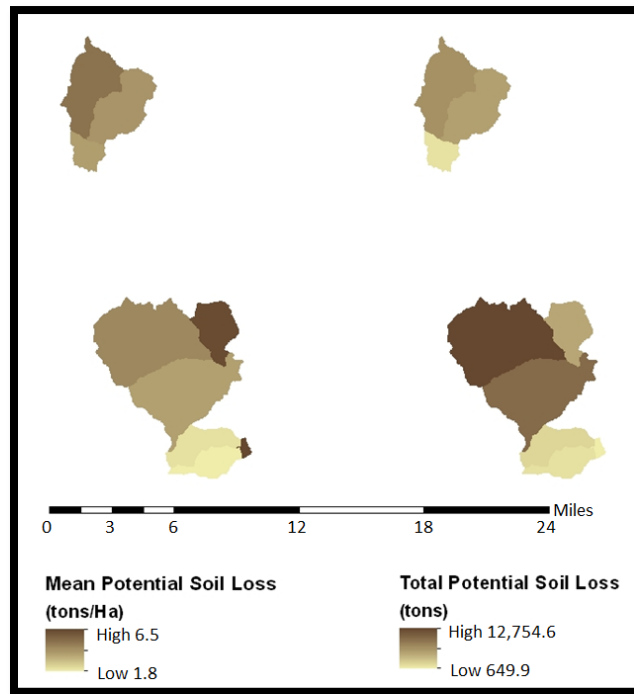 Miles
0 3 6 12 18 24
Mean Potential Soil Loss
(tons/Ha)
High 6.5
Low 1.8
Total Potential Soil Loss
(tons)
High 12,754.6
Low 649.9